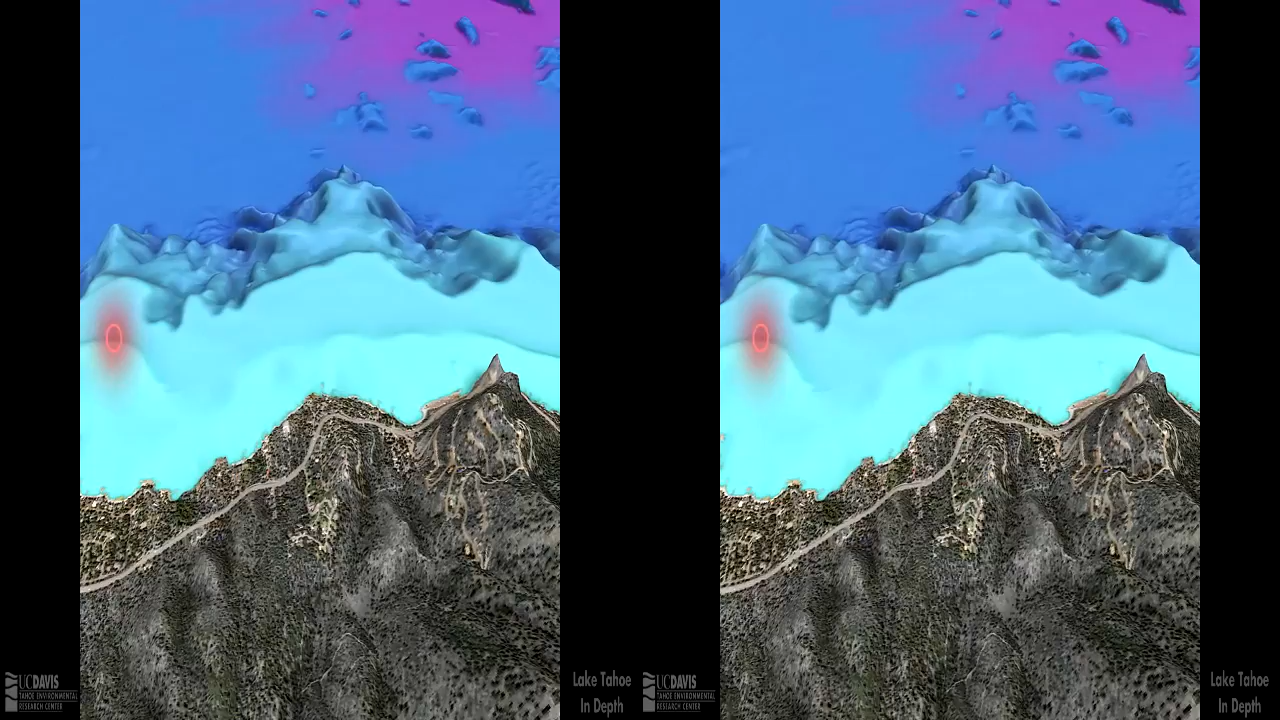 UCDAVIS
TAHOE ENVIRONMENTAL
RESEARCH CENTER
Lake Tahoe
In Depth
UCDAVIS
TAHOE ENVIRONMENTAL
RESEARCH CENTER
Lake Tahoe
In Depth